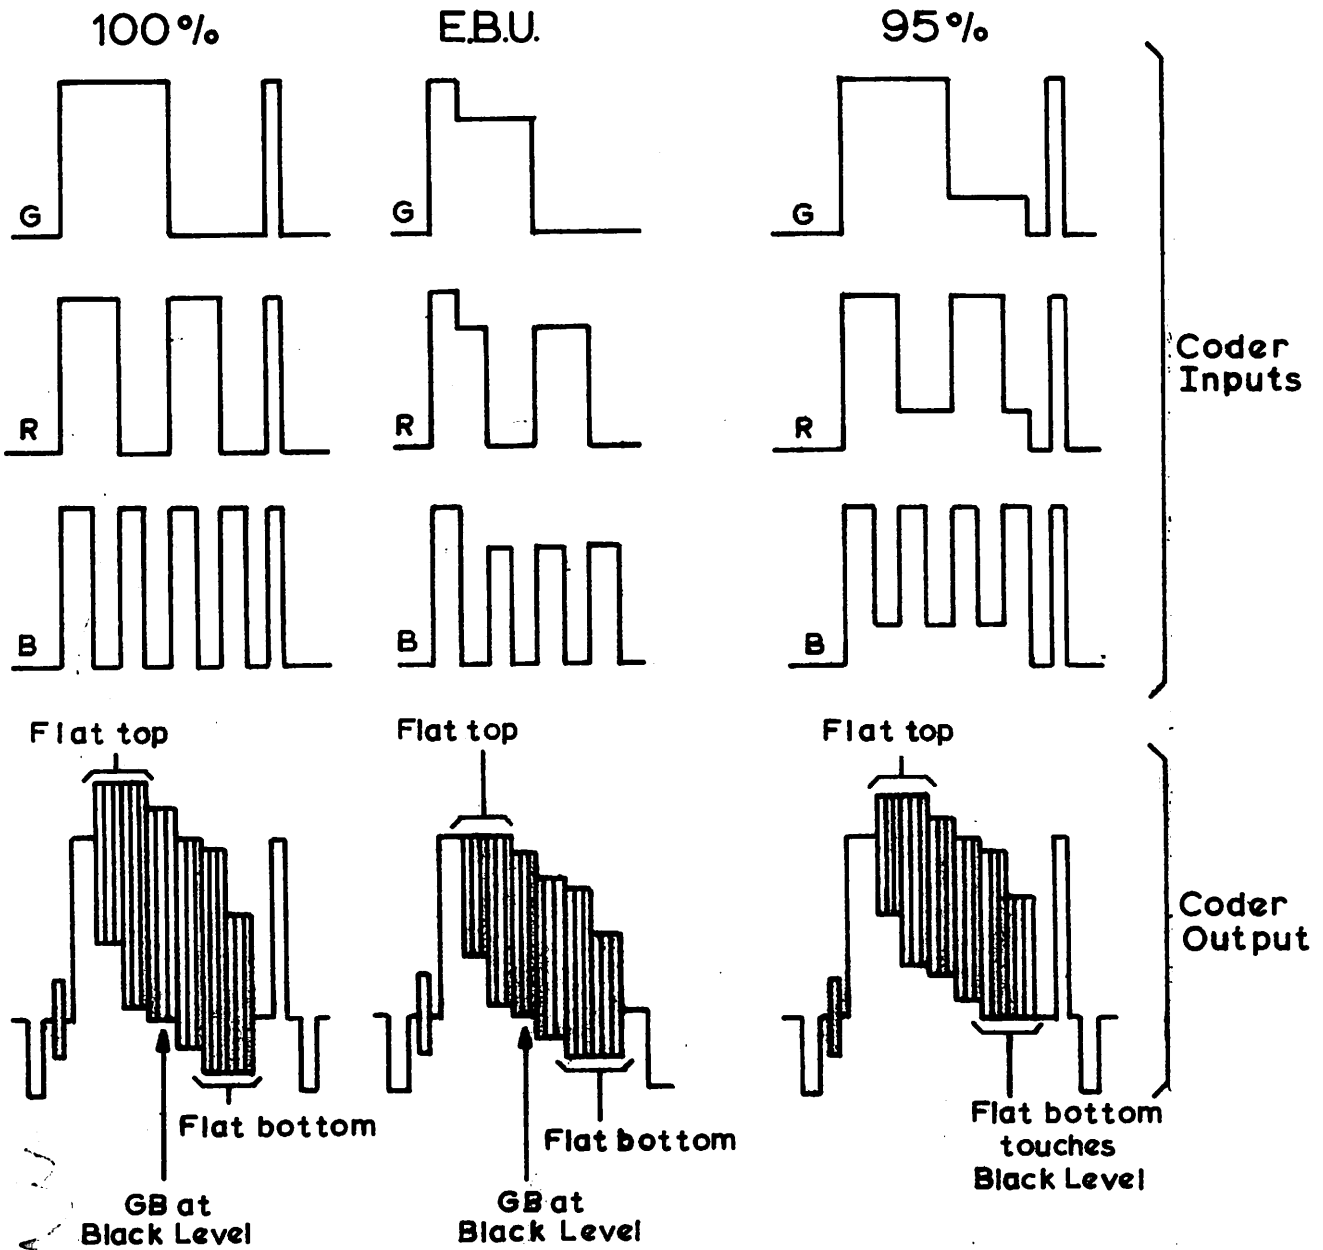 100% E.B.U. 95%
G G G
R R R
Coder
Inputs
B B B
Flat top Flat top Flat top
Coder
Output
Flat bottom
Flat bottom
Flat bottom
touches
Black Level
GB at
Black Level
GB at
Black Level